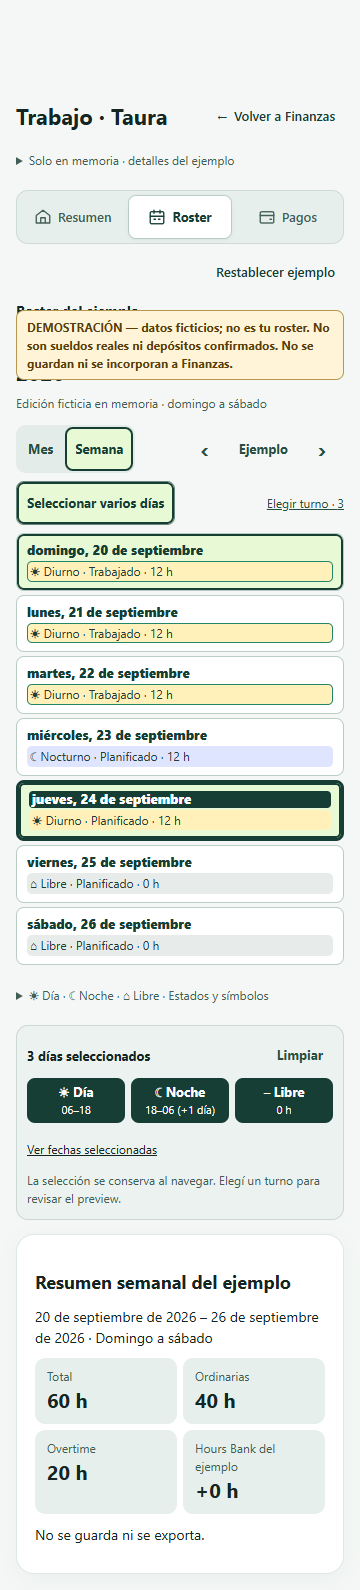 Trabajo · Taura
← Volver a Finanzas
▶ Solo en memoria · detalles del ejemplo
Resumen
Roster
Pagos
Restablecer ejemplo
DEMOSTRACIÓN — datos ficticios; no es tu roster. No
son sueldos reales ni depósitos confirmados. No se
guardan ni se incorporan a Finanzas.
Edición ficticia en memoria · domingo a sábado
Mes
Semana
‹ Ejemplo ›
Seleccionar varios días
Elegir turno · 3
domingo, 20 de septiembre
☀ Diurno · Trabajado · 12 h
lunes, 21 de septiembre
☀ Diurno · Trabajado · 12 h
martes, 22 de septiembre
☀ Diurno · Trabajado · 12 h
miércoles, 23 de septiembre
☾ Nocturno · Planificado · 12 h
jueves, 24 de septiembre
☀ Diurno · Planificado · 12 h
viernes, 25 de septiembre
⌂ Libre · Planificado · 0 h
sábado, 26 de septiembre
⌂ Libre · Planificado · 0 h
▶ ☀ Día · ☾ Noche · ⌂ Libre · Estados y símbolos
3 días seleccionados
Limpiar
☀ Día
06–18
☾ Noche
18–06 (+1 día)
– Libre
0 h
Ver fechas seleccionadas
La selección se conserva al navegar. Elegí un turno para
revisar el preview.
Resumen semanal del ejemplo
20 de septiembre de 2026 – 26 de septiembre
de 2026 · Domingo a sábado
Total
60 h
Ordinarias
40 h
Overtime
20 h
Hours Bank del
ejemplo
+0 h
No se guarda ni se exporta.